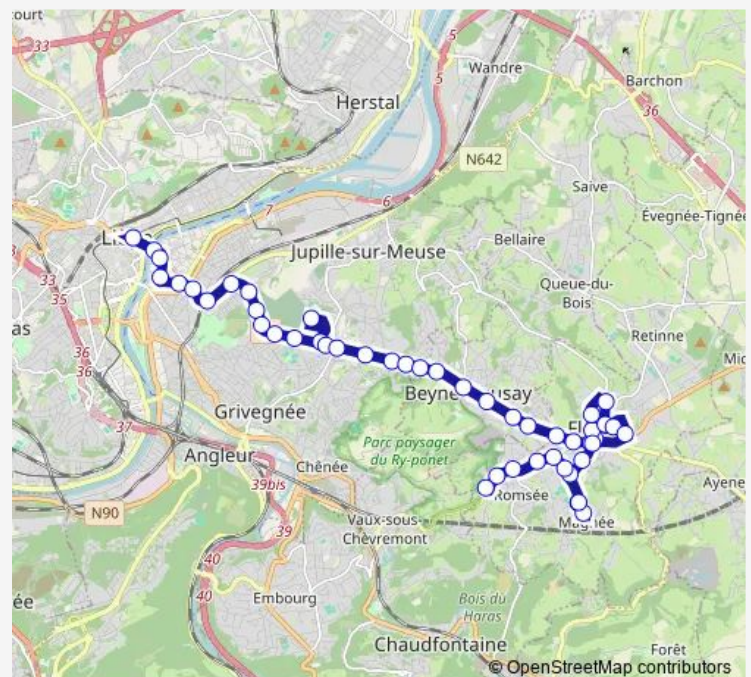 court
33
Wandre
5
5
Barchon
36
Herstal
N642
Saive
6
7
Évegnée-Tignée
Bellaire
Jupille-sur-Meuse
33
35
Queue-du-
Bois
Retinne
36
36
Grivegnée
37
Parc paysager
du Ry-ponet
Angleur
Chênée
39bis
Romsée
Ayene
N90
39
Vaux-sous-
Chèvremont
Magnée
40
40
Embourg
Bois du
Haras
Chaudfontaine
Forêt
© OpenStreetMap contributors